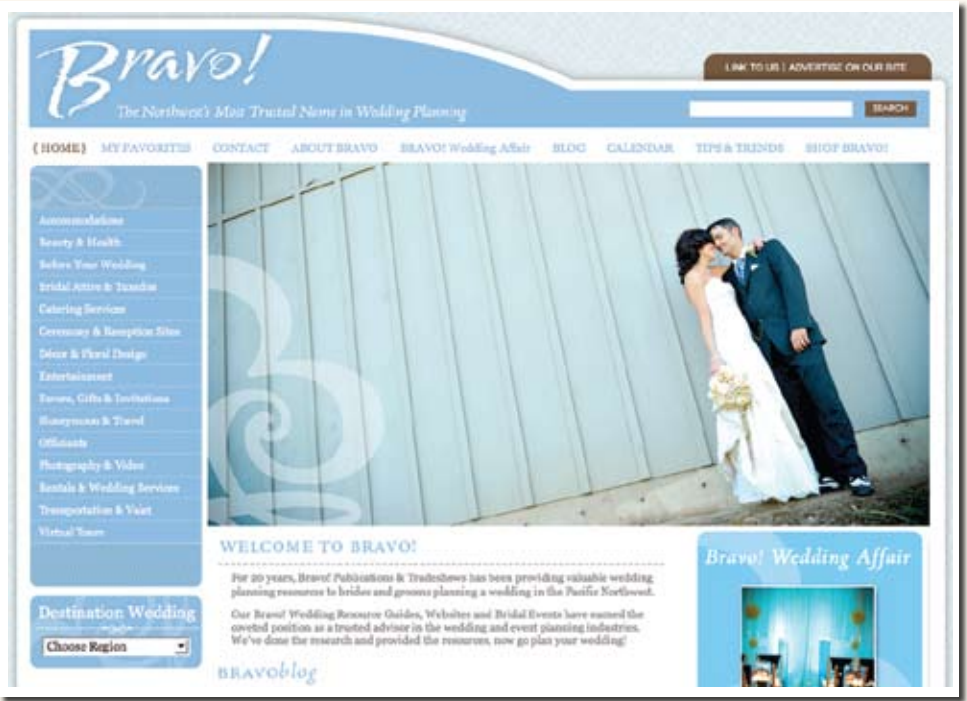 Bravo!
The Northwest's Most Trusted Name in Wedding Planning
LINK TO US | ADVERTISE ON OUR SITE
SEARCH
{ HOME } MY FAVORITES CONTACT ABOUT BRAVO BRAVO! Wedding Affair BLOG CALENDAR TIPS & TRENDS SHOP BRAVO!
Accommodations
Beauty & Health
Before Your Wedding
Bridal Attire & Tuxedos
Catering Services
Ceremony & Reception Sites
Décor & Floral Design
Entertainment
Favors, Gifts & Invitations
Honeymoon & Travel
Officiants
Photography & Video
Rentals & Wedding Services
Transportation & Valet
Virtual Tours
Destination Wedding
Choose Region
WELCOME TO BRAVO!
For 20 years, Bravo! Publications & Tradeshows has been providing valuable wedding
planning resources to brides and grooms planning a wedding in the Pacific Northwest.
Our Bravo! Wedding Resource Guides, Websites and Bridal Events have earned the
coveted position as a trusted advisor in the wedding and event planning industries.
We've done the research and provided the resources, now go plan your wedding!
BRAVOblog
Bravo! Wedding Affair